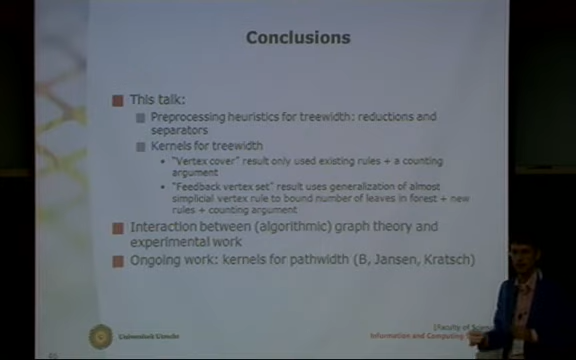 Conclusions
This talk:
Preprocessing heuristics for treewidth: reductions and
separators
Kernels for treewidth
"Vertex cover" result only used existing rules + a counting
argument
"Feedback vertex set" result uses generalization of almost
simplicial vertex rule to bound number of leaves in forest + new
rules + counting argument
Interaction between (algorithmic) graph theory and
experimental work
Ongoing work: kernels for pathwidth (B, Jansen, Kratsch)
Universiteit Utrecht
[Faculty of Scien
Information and Computing